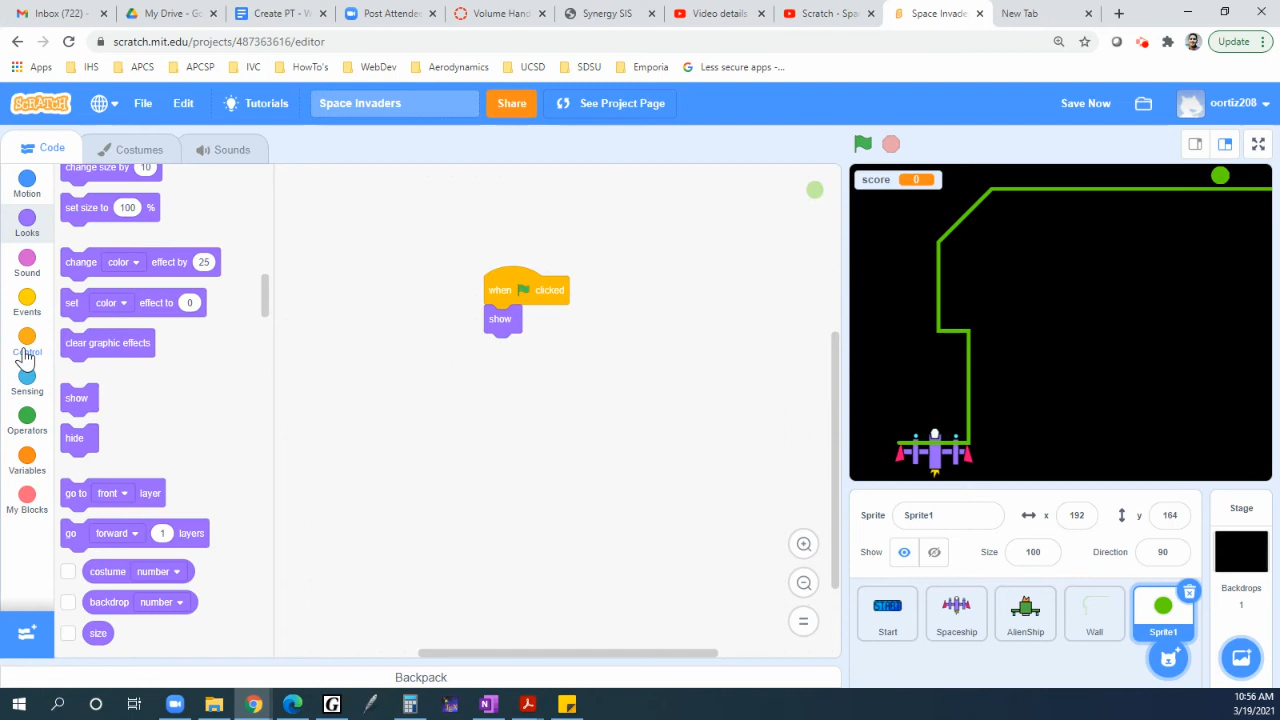 Inbox (722)
My Drive - G
Create PT - W
Post Attend
Volume Han
Synergy SIS
Video details
Scratch - Spa
Space Invade
New Tab
scratch.mit.edu/projects/487363616/editor
Update
Apps
IHS
APCS
APCSP
IVC
HowTo's
WebDev
Aerodynamics
UCSD
SDSU
Emporia
Less secure apps -...
SCRATCH
File
Edit
Tutorials
Space Invaders
Share
See Project Page
Save Now
oortiz208
Code
Costumes
Sounds
Motion
Looks
Sound
Events
Control
Sensing
Operators
Variables
My Blocks
change size by 10
set size to 100 %
change color effect by 25
set color effect to 0
clear graphic effects
show
hide
go to front layer
go forward 1 layers
costume number
backdrop number
size
when clicked
show
Backpack
score 0
Sprite Sprite1 x 192 y 164
Show Size 100 Direction 90
START
Start
Spaceship
AlienShip
Wall
Sprite1
Stage
Backdrops
1
10:56 AM
3/19/2021